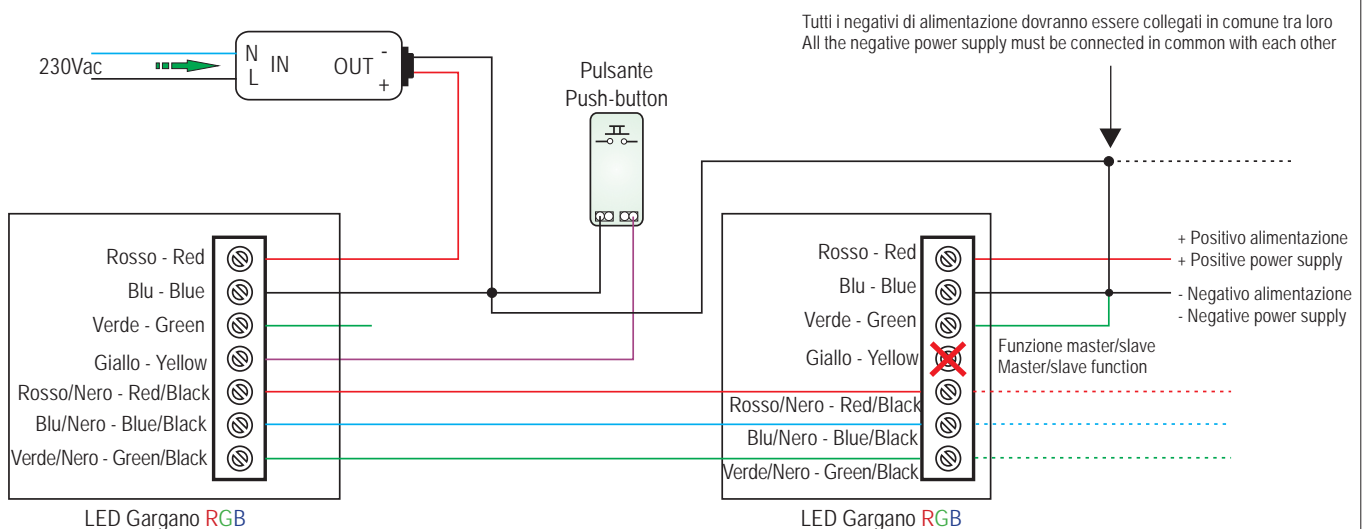 Tutti i negativi di alimentazione dovranno essere collegati in comune tra loro
All the negative power supply must be connected in common with each other
230Vac
N
L
IN
OUT
-
+
Pulsante
Push-button
Rosso - Red
Blu - Blue
Verde - Green
Giallo - Yellow
Rosso/Nero - Red/Black
Blu/Nero - Blue/Black
Verde/Nero - Green/Black
LED Gargano RGB
Rosso - Red
Blu - Blue
Verde - Green
Giallo - Yellow
Rosso/Nero - Red/Black
Blu/Nero - Blue/Black
Verde/Nero - Green/Black
+ Positivo alimentazione
+ Positive power supply
- Negativo alimentazione
- Negative power supply
Funzione master/slave
Master/slave function
LED Gargano RGB